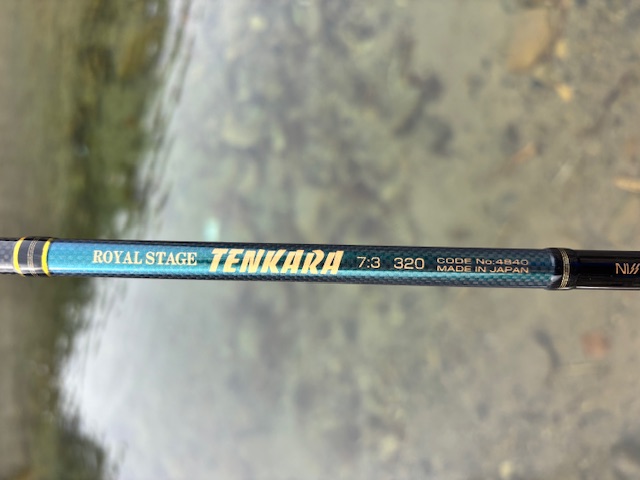 ROYAL STAGE TENKARA 7:3 320
CODE No:4840
MADE IN JAPAN